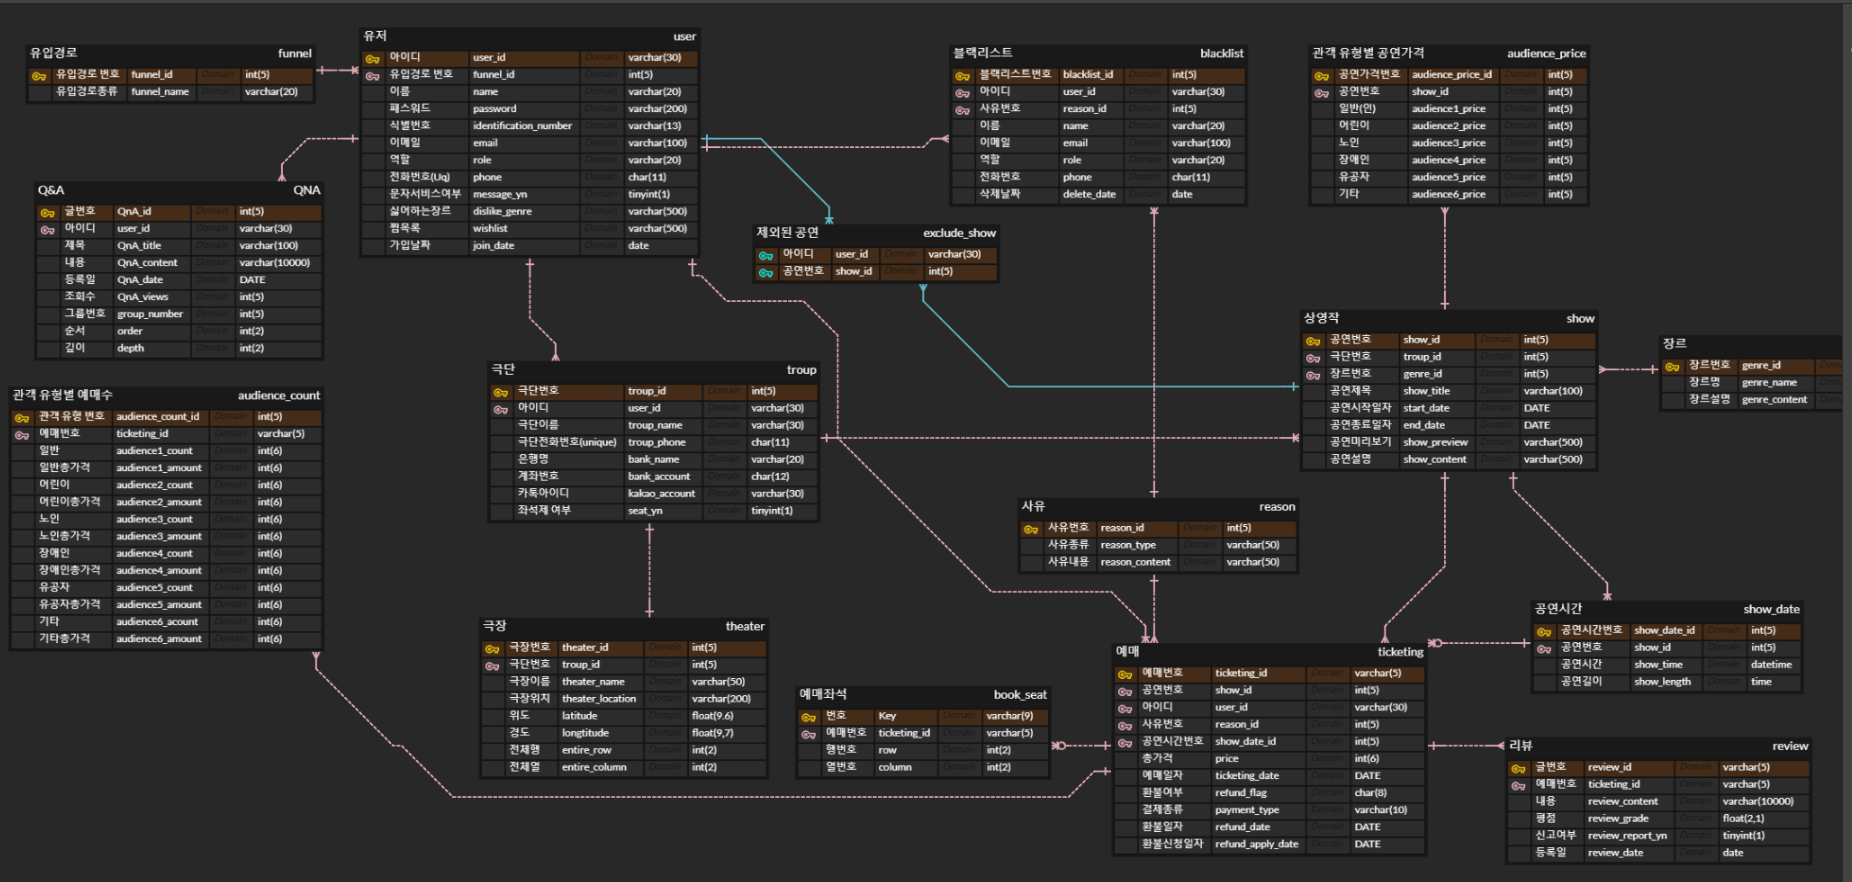 유입경로 funnel
유입경로 번호 funnel_id Domain int(5)
유입경로종류 funnel_name Domain varchar(20)
유저 user
아이디 user_id Domain varchar(30)
유입경로 번호 funnel_id Domain int(5)
이름 name Domain varchar(20)
패스워드 password Domain varchar(200)
식별번호 identification_number Domain varchar(13)
이메일 email Domain varchar(100)
역할 role Domain varchar(20)
전화번호(Uq) phone Domain char(11)
문자서비스여부 message_yn Domain tinyint(1)
싫어하는장르 dislike_genre Domain varchar(500)
찜목록 wishlist Domain varchar(500)
가입날짜 join_date Domain date
블랙리스트 blacklist
블랙리스트번호 blacklist_id Domain int(5)
아이디 user_id Domain varchar(30)
사유번호 reason_id Domain int(5)
이름 name Domain varchar(20)
이메일 email Domain varchar(100)
역할 role Domain varchar(20)
전화번호 phone Domain char(11)
삭제날짜 delete_date Domain date
관객 유형별 공연가격 audience_price
공연가격번호 audience_price_id Domain int(5)
공연번호 show_id Domain int(5)
일반(인) audience1_price Domain int(5)
어린이 audience2_price Domain int(5)
노인 audience3_price Domain int(5)
장애인 audience4_price Domain int(5)
유공자 audience5_price Domain int(5)
기타 audience6_price Domain int(5)
Q&A QNA
글번호 QnA_id Domain int(5)
아이디 user_id Domain varchar(30)
제목 QnA_title Domain varchar(100)
내용 QnA_content Domain varchar(10000)
등록일 QnA_date Domain DATE
조회수 QnA_views Domain int(5)
그룹번호 group_number Domain int(5)
순서 order Domain int(2)
깊이 depth Domain int(2)
제외된 공연 exclude_show
아이디 user_id Domain varchar(30)
공연번호 show_id Domain int(5)
상영작 show
공연번호 show_id Domain int(5)
극단번호 troup_id Domain int(5)
장르번호 genre_id Domain int(5)
공연제목 show_title Domain varchar(100)
공연시작일자 start_date Domain DATE
공연종료일자 end_date Domain DATE
공연미리보기 show_preview Domain varchar(500)
공연설명 show_content Domain varchar(500)
장르
장르번호 genre_id
장르명 genre_name
장르설명 genre_content
극단 troup
극단번호 troup_id Domain int(5)
아이디 user_id Domain varchar(30)
극단이름 troup_name Domain varchar(30)
극단전화번호(unique) troup_phone Domain char(11)
은행명 bank_name Domain varchar(20)
계좌번호 bank_account Domain char(12)
카톡아이디 kakao_account Domain varchar(30)
좌석제 여부 seat_yn Domain tinyint(1)
관객 유형별 예매수 audience_count
관객 유형 번호 audience_count_id Domain int(5)
예매번호 ticketing_id Domain varchar(5)
일반 audience1_count Domain int(6)
일반총가격 audience1_amount Domain int(6)
어린이 audience2_count Domain int(6)
어린이총가격 audience2_amount Domain int(6)
노인 audience3_count Domain int(6)
노인총가격 audience3_amount Domain int(6)
장애인 audience4_count Domain int(6)
장애인총가격 audience4_amount Domain int(6)
유공자 audience5_count Domain int(6)
유공자총가격 audience5_amount Domain int(6)
기타 audience6_acount Domain int(6)
기타총가격 audience6_amount Domain int(6)
사유 reason
사유번호 reason_id Domain int(5)
사유종류 reason_type Domain varchar(50)
사유내용 reason_content Domain varchar(50)
극장 theater
극장번호 theater_id Domain int(5)
극단번호 troup_id Domain int(5)
극장이름 theater_name Domain varchar(50)
극장위치 theater_location Domain varchar(200)
위도 latitude Domain float(9.6)
경도 longtitude Domain float(9,7)
전체행 entire_row Domain int(2)
전체열 entire_column Domain int(2)
예매좌석 book_seat
번호 Key Domain varchar(9)
예매번호 ticketing_id Domain varchar(5)
행번호 row Domain int(2)
열번호 column Domain int(2)
예매 ticketing
예매번호 ticketing_id Domain varchar(5)
공연번호 show_id Domain int(5)
아이디 user_id Domain varchar(30)
사유번호 reason_id Domain int(5)
공연시간번호 show_date_id Domain int(5)
총가격 price Domain int(6)
예매일자 ticketing_date Domain DATE
환불여부 refund_flag Domain char(8)
결제종류 payment_type Domain varchar(10)
환불일자 refund_date Domain DATE
환불신청일자 refund_apply_date Domain DATE
공연시간 show_date
공연시간번호 show_date_id Domain int(5)
공연번호 show_id Domain int(5)
공연시간 show_time Domain datetime
공연길이 show_length Domain time
리뷰 review
글번호 review_id Domain varchar(5)
예매번호 ticketing_id Domain varchar(5)
내용 review_content Domain varchar(10000)
평점 review_grade Domain float(2,1)
신고여부 review_report_yn Domain tinyint(1)
등록일 review_date Domain date